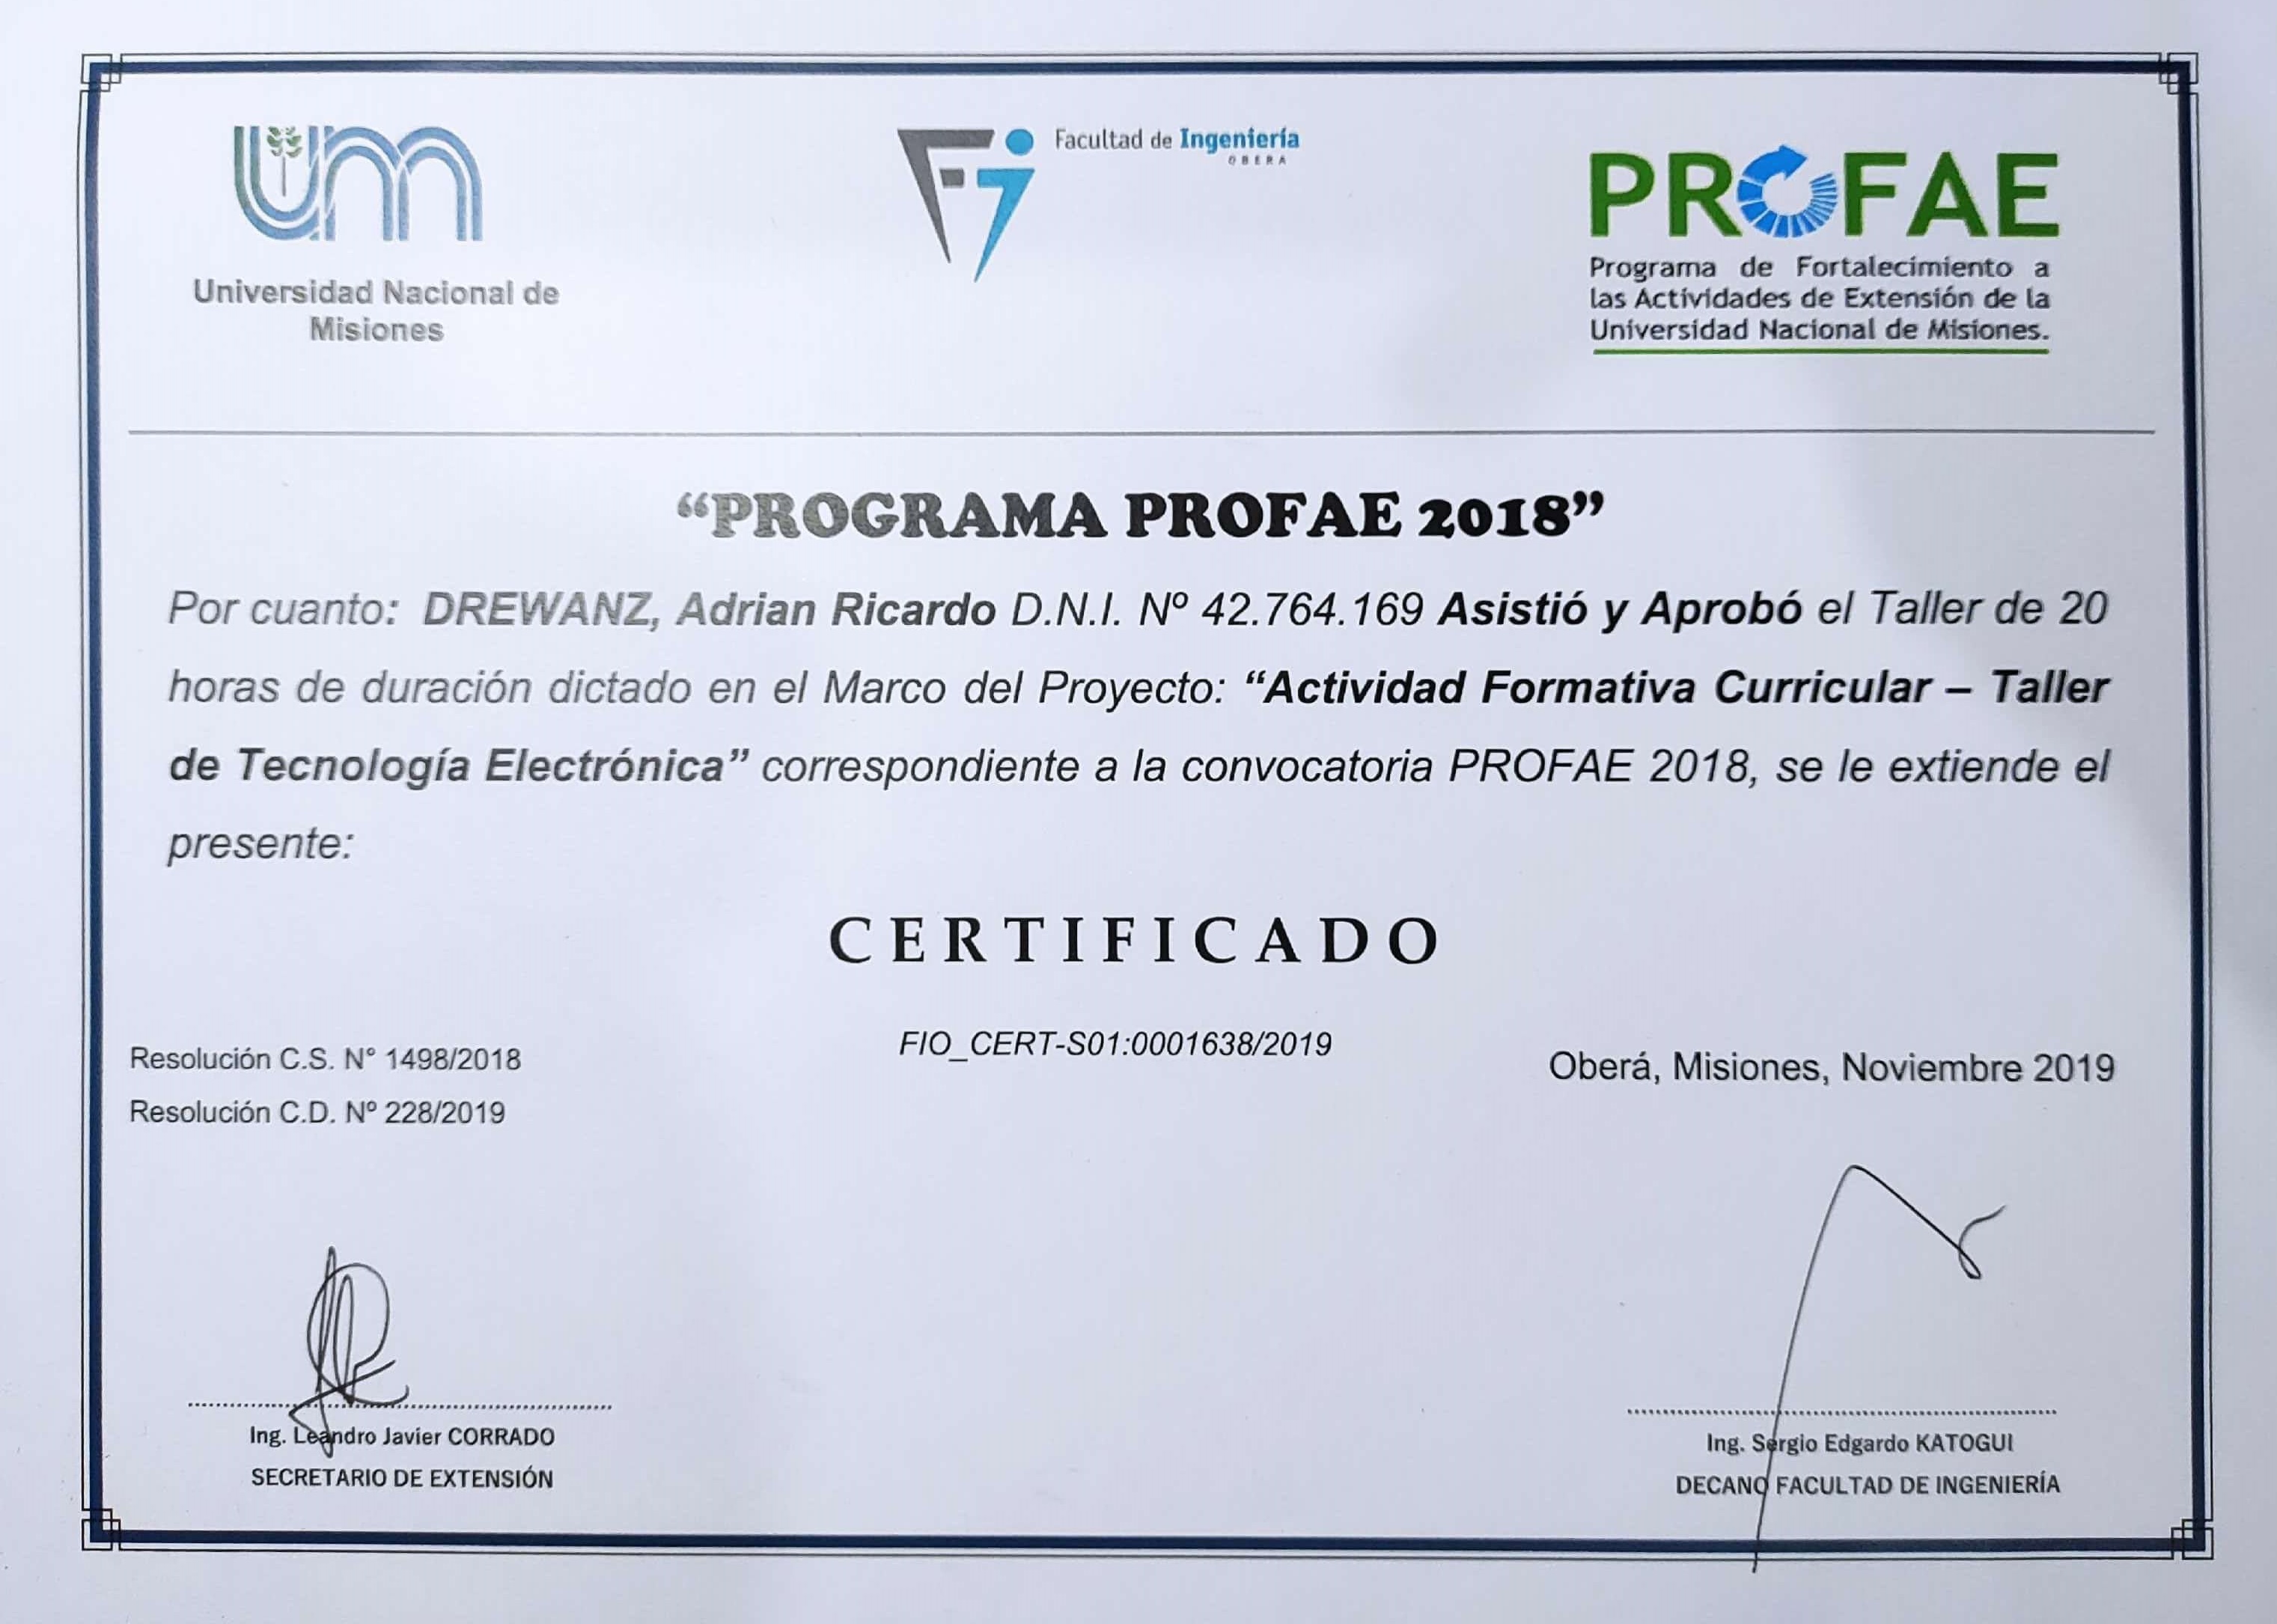 um
Universidad Nacional de
Misiones
Facultad de Ingeniería
OBERA
PROFAE
Programa de Fortalecimiento a
las Actividades de Extensión de la
Universidad Nacional de Misiones.
“PROGRAMA PROFAE 2018”
Por cuanto: DREWANZ, Adrian Ricardo D.N.I. Nº 42.764.169 Asistió y Aprobó el Taller de 20
horas de duración dictado en el Marco del Proyecto: “Actividad Formativa Curricular – Taller
de Tecnología Electrónica” correspondiente a la convocatoria PROFAE 2018, se le extiende el
presente:
CERTIFICADO
FIO_CERT-S01:0001638/2019
Resolución C.S. N° 1498/2018
Resolución C.D. Nº 228/2019
Oberá, Misiones, Noviembre 2019
Ing. Leandro Javier CORRADO
SECRETARIO DE EXTENSIÓN
Ing. Sergio Edgardo KATOGUI
DECANO FACULTAD DE INGENIERÍA